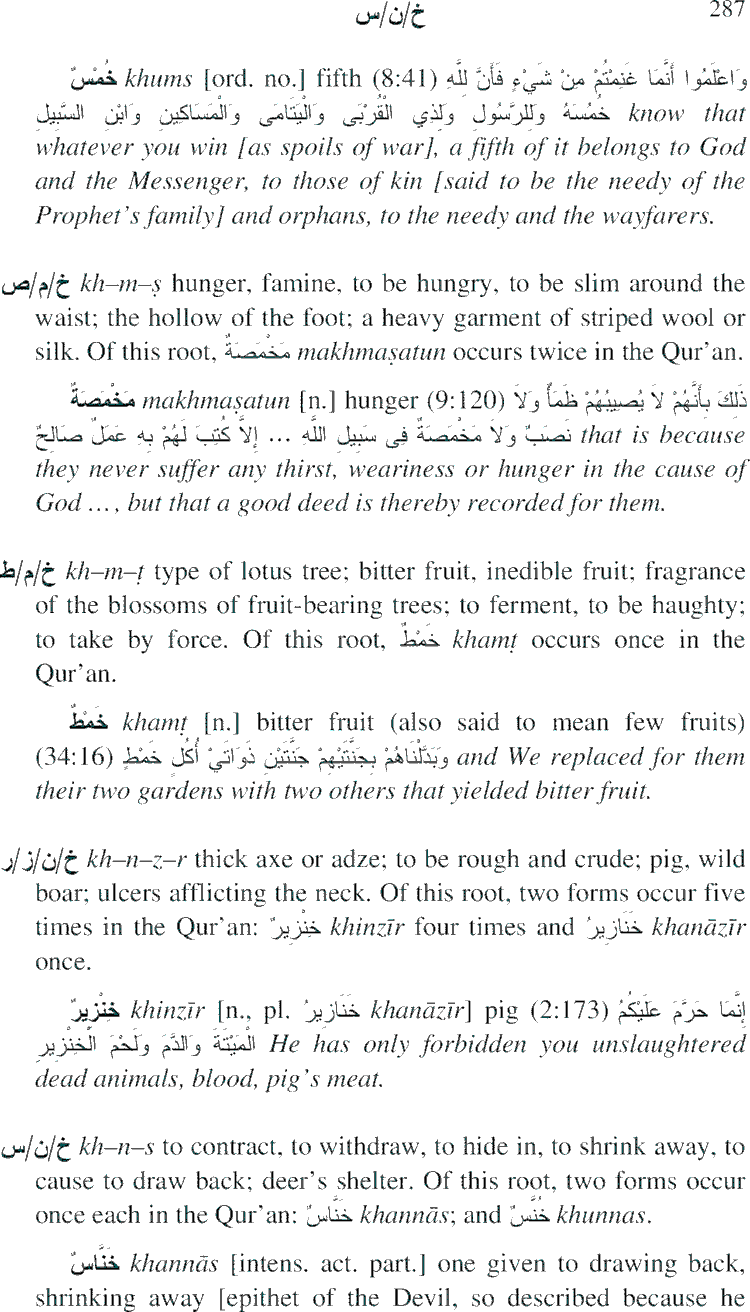 خ/ن/س 287
خُمْسٌ khums [ord. no.] fifth (8:41) وَاعْلَمُوا أَنَّمَا غَنِمْتُمْ مِنْ شَيْءٍ فَأَنَّ لِلَّهِ
خُمُسَهُ وَلِلرَّسُولِ وَلِذِي الْقُرْبَى وَالْيَتَامَى وَالْمَسَاكِينِ وَابْنِ السَّبِيلِ know that
whatever you win [as spoils of war], a fifth of it belongs to God
and the Messenger, to those of kin [said to be the needy of the
Prophet's family] and orphans, to the needy and the wayfarers.
خ/م/ص kh–m–ṣ hunger, famine, to be hungry, to be slim around the
waist; the hollow of the foot; a heavy garment of striped wool or
silk. Of this root, مَخْمَصَةٌ makhmaṣatun occurs twice in the Qur'an.
مَخْمَصَةٌ makhmaṣatun [n.] hunger (9:120) ذَلِكَ بِأَنَّهُمْ لاَ يُصِيبُهُمْ ظَمَأٌ وَلاَ
نَصَبٌ وَلاَ مَخْمَصَةٌ فِى سَبِيلِ اللَّهِ ... إِلاَّ كُتِبَ لَهُمْ بِهِ عَمَلٌ صَالِحٌ that is because
they never suffer any thirst, weariness or hunger in the cause of
God ..., but that a good deed is thereby recorded for them.
خ/م/ط kh–m–ṭ type of lotus tree; bitter fruit, inedible fruit; fragrance
of the blossoms of fruit-bearing trees; to ferment, to be haughty;
to take by force. Of this root, خَمْطٌ khamṭ occurs once in the
Qur'an.
خَمْطٌ khamṭ [n.] bitter fruit (also said to mean few fruits)
(34:16) وَبَدَّلْنَاهُمْ بِجَنَّتَيْهِمْ جَنَّتَيْنِ ذَوَاتَيْ أُكُلٍ خَمْطٍ and We replaced for them
their two gardens with two others that yielded bitter fruit.
خ/ن/ز/ر kh–n–z–r thick axe or adze; to be rough and crude; pig, wild
boar; ulcers afflicting the neck. Of this root, two forms occur five
times in the Qur'an: خِنْزِيرٌ khinzīr four times and خَنَازِيرُ khanāzīr
once.
خِنْزِيرٌ khinzīr [n., pl. خَنَازِيرُ khanāzīr] pig (2:173) إِنَّمَا حَرَّمَ عَلَيْكُمُ
الْمَيْتَةَ وَالدَّمَ وَلَحْمَ الْخِنْزِيرِ He has only forbidden you unslaughtered
dead animals, blood, pig's meat.
خ/ن/س kh–n–s to contract, to withdraw, to hide in, to shrink away, to
cause to draw back; deer's shelter. Of this root, two forms occur
once each in the Qur'an: خَنَّاسٌ khannās; and خُنَّسٌ khunnas.
خَنَّاسٌ khannās [intens. act. part.] one given to drawing back,
shrinking away [epithet of the Devil, so described because he